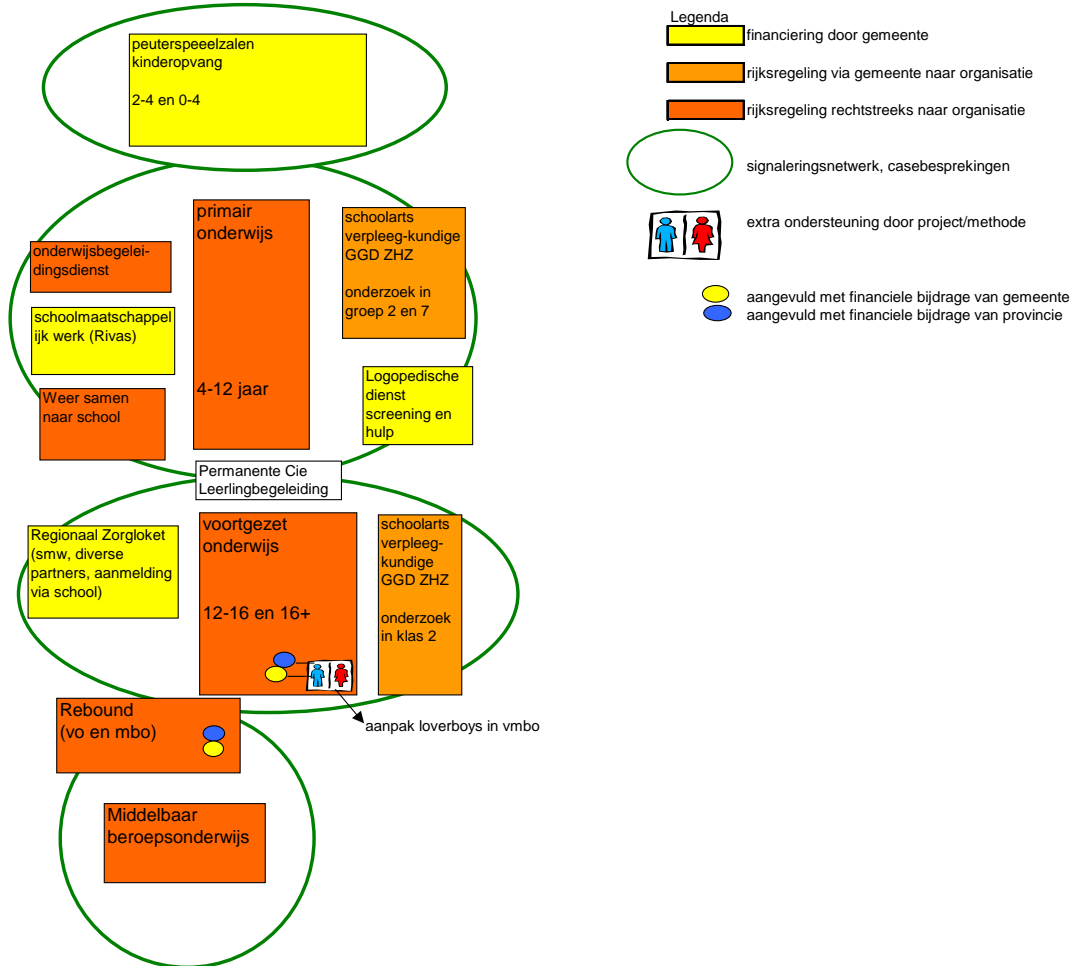 peuterspeeelzalen
kinderopvang
2-4 en 0-4
Legenda
financiering door gemeente
rijksregeling via gemeente naar organisatie
rijksregeling rechtstreeks naar organisatie
signaleringsnetwerk, casebesprekingen
extra ondersteuning door project/methode
aangevuld met financiele bijdrage van gemeente
aangevuld met financiele bijdrage van provincie
primair
onderwijs
4-12 jaar
schoolarts
verpleeg-kundige
GGD ZHZ
onderzoek in
groep 2 en 7
onderwijsbegelei-
dingsdienst
schoolmaatschappel
ijk werk (Rivas)
Weer samen
naar school
Logopedische
dienst
screening en
hulp
Permanente Cie
Leerlingbegeleiding
Regionaal Zorgloket
(smw, diverse
partners, aanmelding
via school)
voortgezet
onderwijs
12-16 en 16+
schoolarts
verpleeg-
kundige
GGD ZHZ
onderzoek
in klas 2
aanpak loverboys in vmbo
Rebound
(vo en mbo)
Middelbaar
beroepsonderwijs